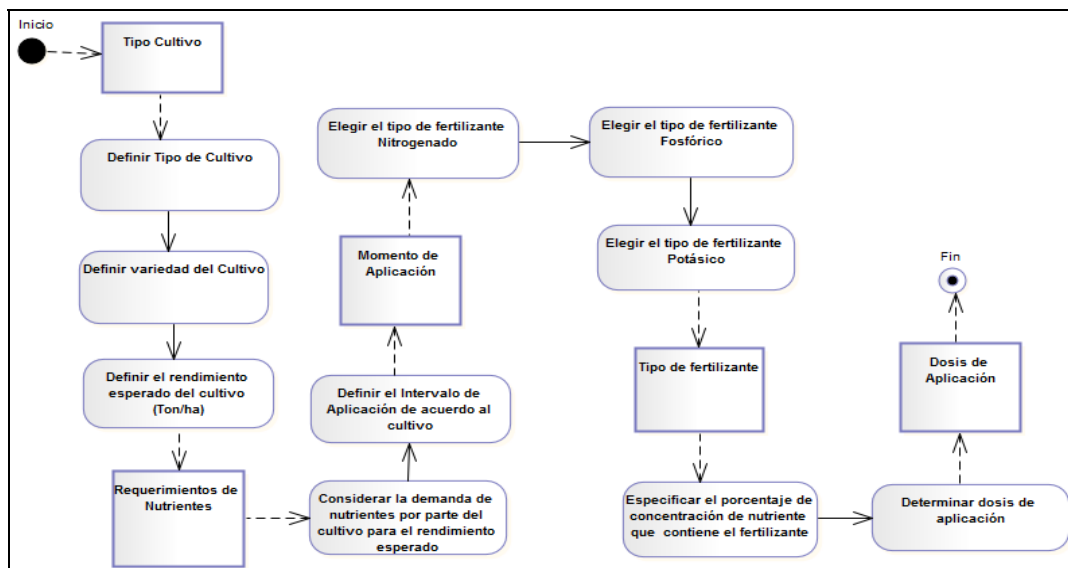 Inicio
Tipo Cultivo
Definir Tipo de Cultivo
Definir variedad del Cultivo
Definir el rendimiento
esperado del cultivo
(Ton/ha)
Requerimientos de
Nutrientes
Considerar la demanda de
nutrientes por parte del
cultivo para el rendimiento
esperado
Definir el Intervalo de
Aplicación de acuerdo al
cultivo
Momento de
Aplicación
Elegir el tipo de fertilizante
Nitrogenado
Elegir el tipo de fertilizante
Fosfórico
Elegir el tipo de fertilizante
Potásico
Tipo de fertilizante
Especificar el porcentaje de
concentración de nutriente
que contiene el fertilizante
Determinar dosis de
aplicación
Dosis de
Aplicación
Fin